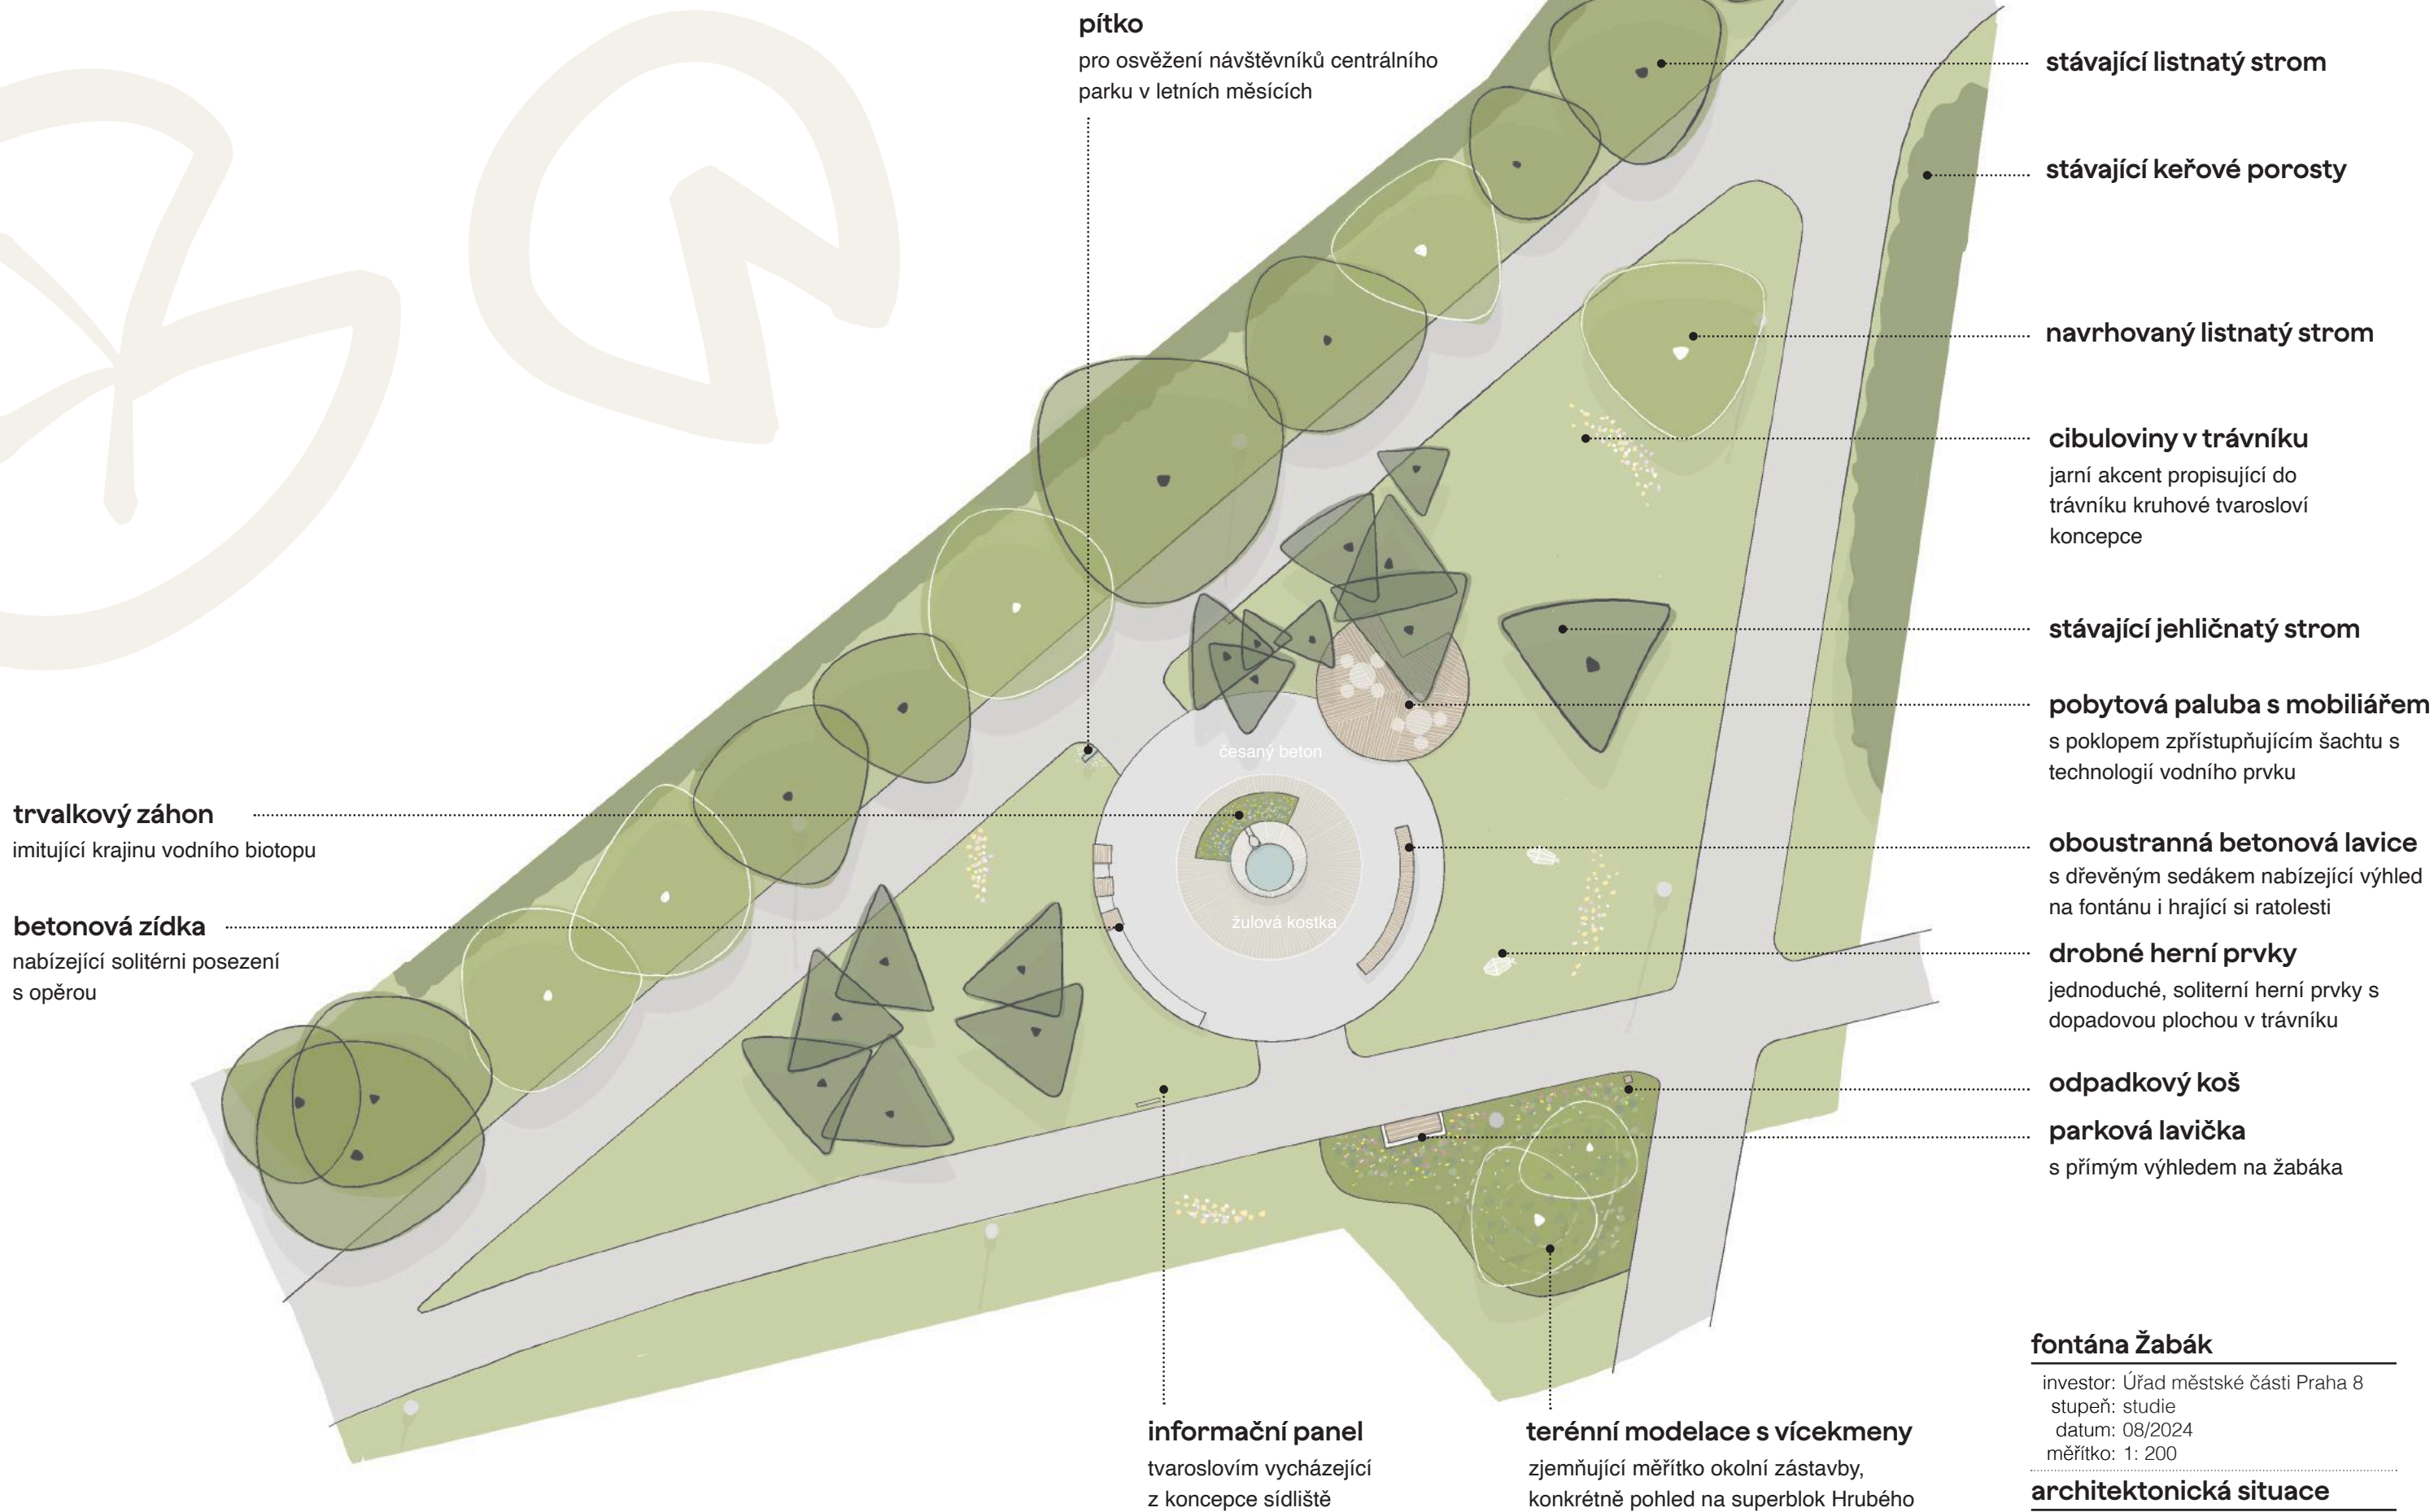 pítko
pro osvěžení návštěvníků centrálního
parku v letních měsících
stávající listnatý strom
stávající keřové porosty
navrhovaný listnatý strom
cibuloviny v trávníku
jarní akcent propisující do
trávníku kruhové tvarosloví
koncepce
stávající jehličnatý strom
pobytová paluba s mobiliářem
s poklopem zpřístupňujícím šachtu s
technologií vodního prvku
česaný beton
žulová kostka
trvalkový záhon
imitující krajinu vodního biotopu
betonová zídka
nabízející solitérni posezení
s opěrou
oboustranná betonová lavice
s dřevěným sedákem nabízející výhled
na fontánu i hrající si ratolesti
drobné herní prvky
jednoduché, soliterní herní prvky s
dopadovou plochou v trávníku
odpadkový koš
parková lavička
s přímým výhledem na žabáka
informační panel
tvaroslovím vycházející
z koncepce sídliště
terénní modelace s vícekmeny
zjemňující měřítko okolní zástavby,
konkrétně pohled na superblok Hrubého
fontána Žabák
investor: Úřad městské části Praha 8
stupeň: studie
datum: 08/2024
měřítko: 1: 200
architektonická situace